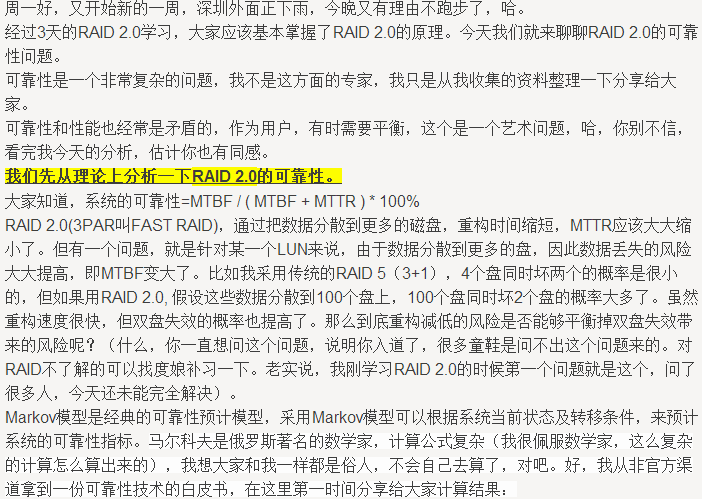 周一好，又开始新的一周，深圳外面正下雨，今晚又有理由不跑步了，哈。
经过3天的RAID 2.0学习，大家应该基本掌握了RAID 2.0的原理。今天我们就来聊聊RAID 2.0的可靠
性问题。
可靠性是一个非常复杂的问题，我不是这方面的专家，我只是从我收集的资料整理一下分享给大
家。
可靠性和性能也经常是矛盾的，作为用户，有时需要平衡，这个是一个艺术问题，哈，你别不信，
看完我今天的分析，估计你也有同感。
我们先从理论上分析一下RAID 2.0的可靠性。
大家知道，系统的可靠性=MTBF / ( MTBF + MTTR ) * 100%
RAID 2.0(3PAR叫FAST RAID)，通过把数据分散到更多的磁盘，重构时间缩短，MTTR应该大大缩
小了。但有一个问题，就是针对某一个LUN来说，由于数据分散到更多的盘，因此数据丢失的风险
大大提高，即MTBF变大了。比如我采用传统的RAID 5（3+1），4个盘同时坏两个的概率是很小
的，但如果用RAID 2.0, 假设这些数据分散到100个盘上，100个盘同时坏2个盘的概率大多了。虽然
重构速度很快，但双盘失效的概率也提高了。那么到底重构减低的风险是否能够平衡掉双盘失效带
来的风险呢？（什么，你一直想问这个问题，说明你入道了，很多童鞋是问不出这个问题来的。对
RAID不了解的可以找度娘补习一下。老实说，我刚学习RAID 2.0的时候第一个问题就是这个，问了
很多人，今天还未能完全解决）。
Markov模型是经典的可靠性预计模型，采用Markov模型可以根据系统当前状态及转移条件，来预计
系统的可靠性指标。马尔科夫是俄罗斯著名的数学家，计算公式复杂（我很佩服数学家，这么复杂
的计算怎么算出来的），我想大家和我一样都是俗人，不会自己去算了，对吧。好，我从非官方渠
道拿到一份可靠性技术的白皮书，在这里第一时间分享给大家计算结果：